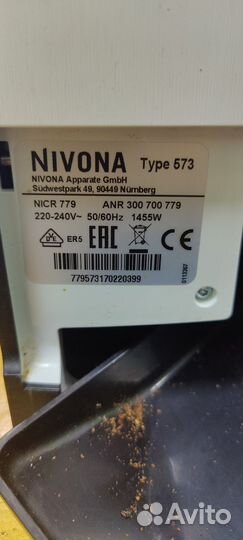 NIVONA Type 573
NIVONA Apparate GmbH
Südwestpark 49, 90449 Nürnberg
NICR 779 ANR 300 700 779
220-240V~ 50/60Hz 1455W
ER5 EAC CE
779573170220399
Avito